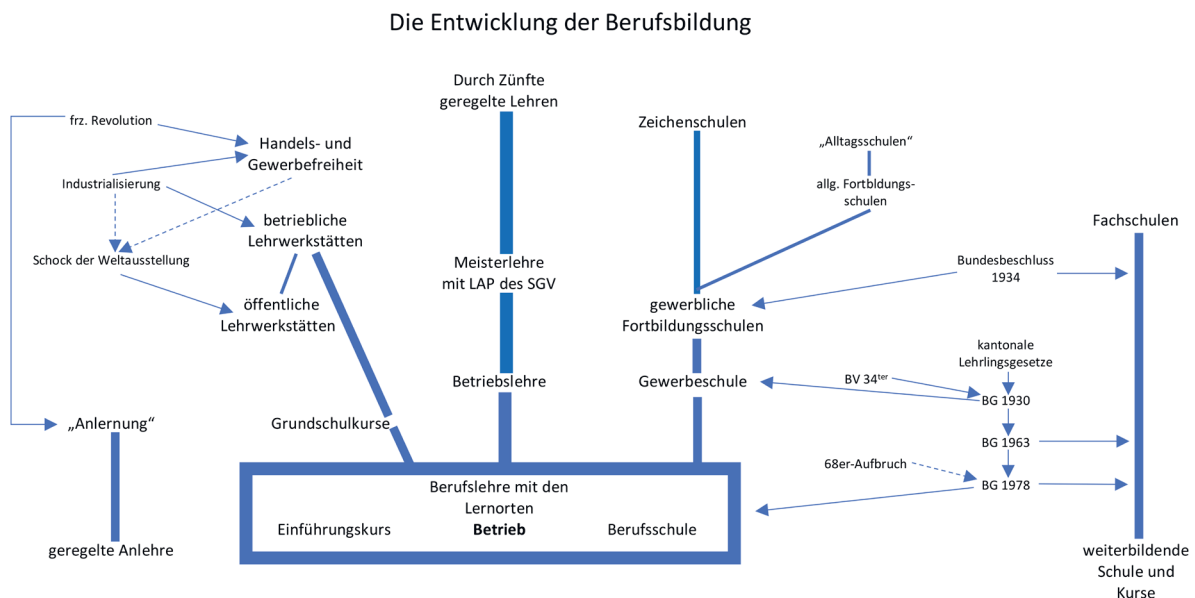 Die Entwicklung der Berufsbildung
Durch Zünfte
geregelte Lehren
frz. Revolution
Zeichenschulen
Handels- und
Gewerbefreiheit
„Alltagsschulen"
Industrialisierung
allg. Fortbldungs-
schulen
betriebliche
Lehrwerkstätten
Fachschulen
Schock der Weltausstellung
Meisterlehre
mit LAP des SGV
Bundesbeschluss
1934
öffentliche
Lehrwerkstätten
gewerbliche
Fortbildungsschulen
kantonale
Lehrlingsgesetze
Betriebslehre
Gewerbeschule
BV 34ter
BG 1930
„Anlernung"
Grundschulkurse
BG 1963
68er-Aufbruch
BG 1978
Berufslehre mit den
Lernorten
Einführungskurs
Betrieb
Berufsschule
geregelte Anlehre
weiterbildende
Schule und
Kurse